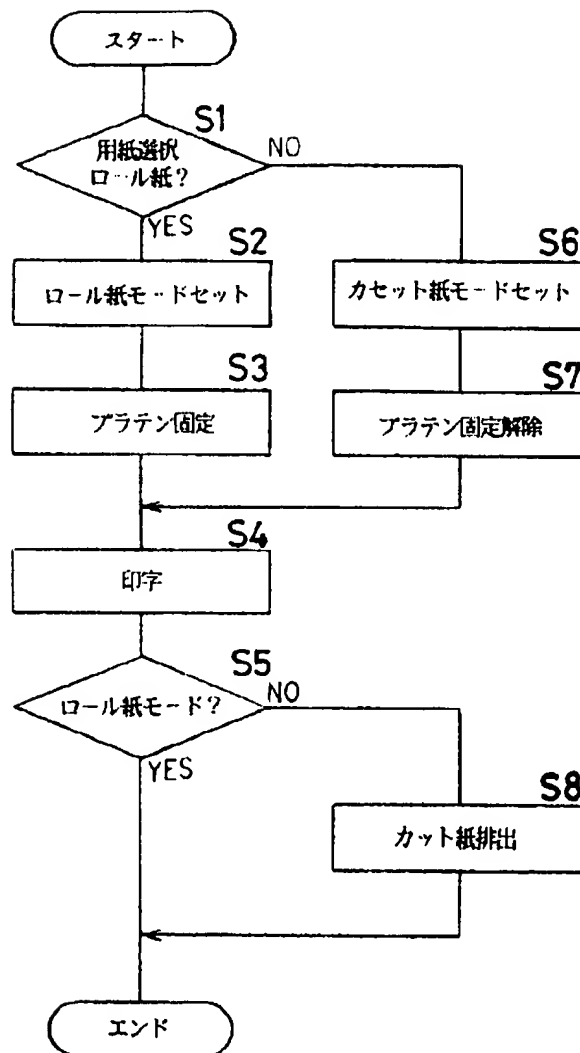 スタート
S1
用紙選択
ロール紙？
NO
YES
S2
ロール紙モードセット
S6
カセット紙モードセット
S3
プラテン固定
S7
プラテン固定解除
S4
印字
S5
ロール紙モード？
NO
YES
S8
カット紙排出
エンド